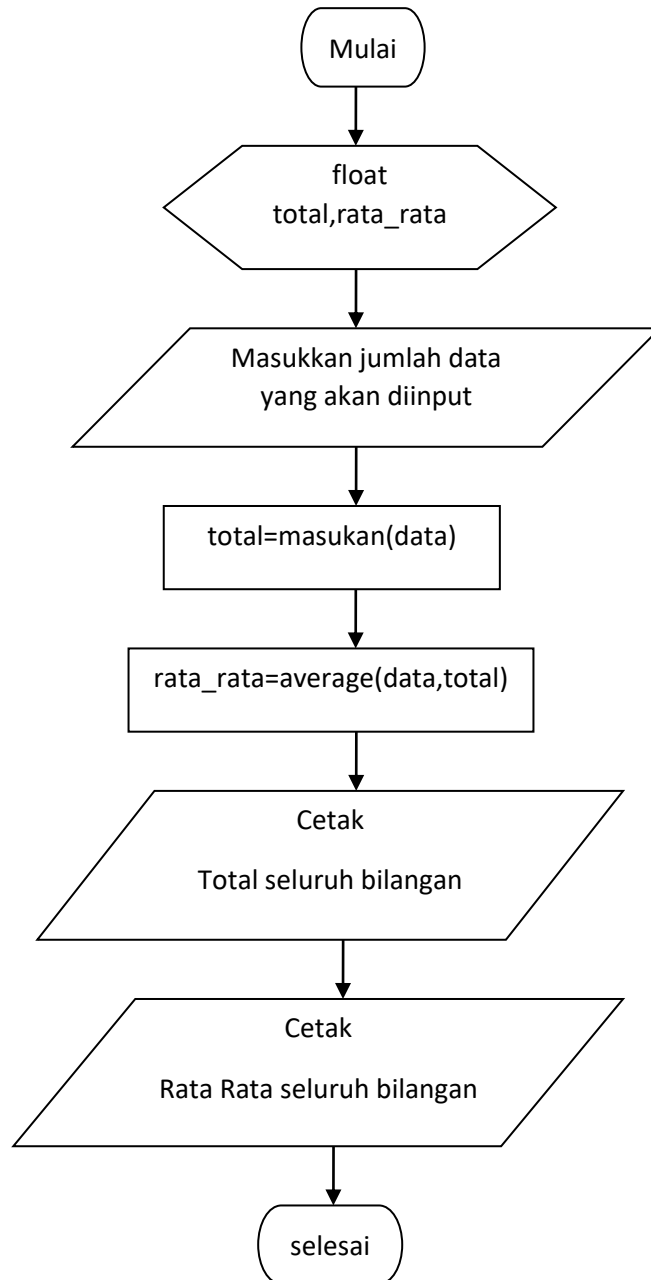 Mulai
float
total,rata_rata
Masukkan jumlah data
yang akan diinput
total=masukan(data)
rata_rata=average(data,total)
Cetak
Total seluruh bilangan
Cetak
Rata Rata seluruh bilangan
selesai